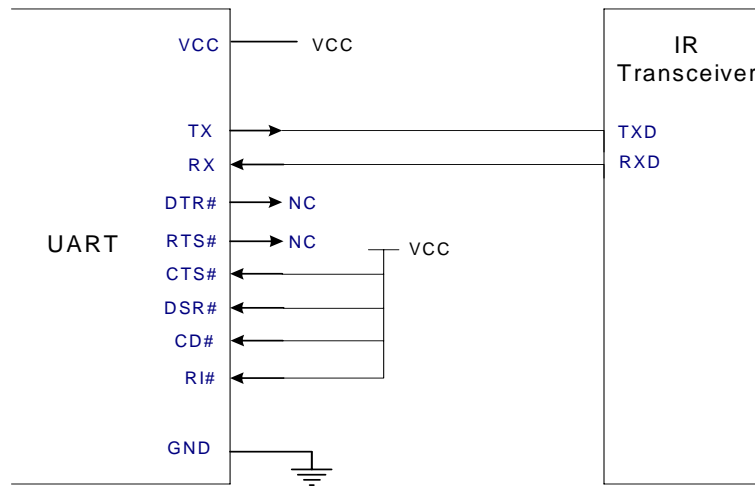 VCC
VCC
IR
Transceiver
TX
TXD
RX
RXD
DTR#
NC
UART
RTS#
NC
VCC
CTS#
DSR#
CD#
RI#
GND